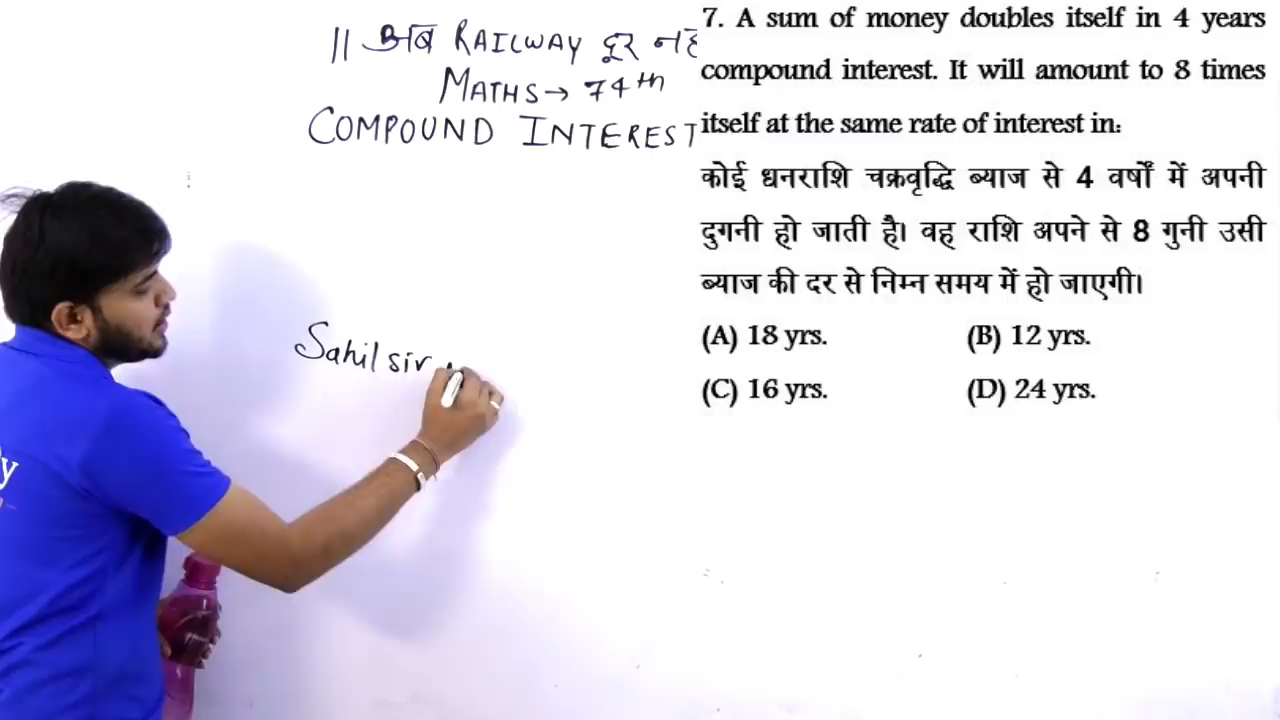 || अब RAILWAY दूर
MATHS → 74th
COMPOUND INTEREST
Sahil sir
7. A sum of money doubles itself in 4 years
compound interest. It will amount to 8 times
itself at the same rate of interest in:
कोई धनराशि चक्रवृद्धि ब्याज से 4 वर्षों में अपनी
दुगनी हो जाती है। वह राशि अपने से 8 गुनी उसी
ब्याज की दर से निम्न समय में हो जाएगी।
(A) 18 yrs. (B) 12 yrs.
(C) 16 yrs. (D) 24 yrs.